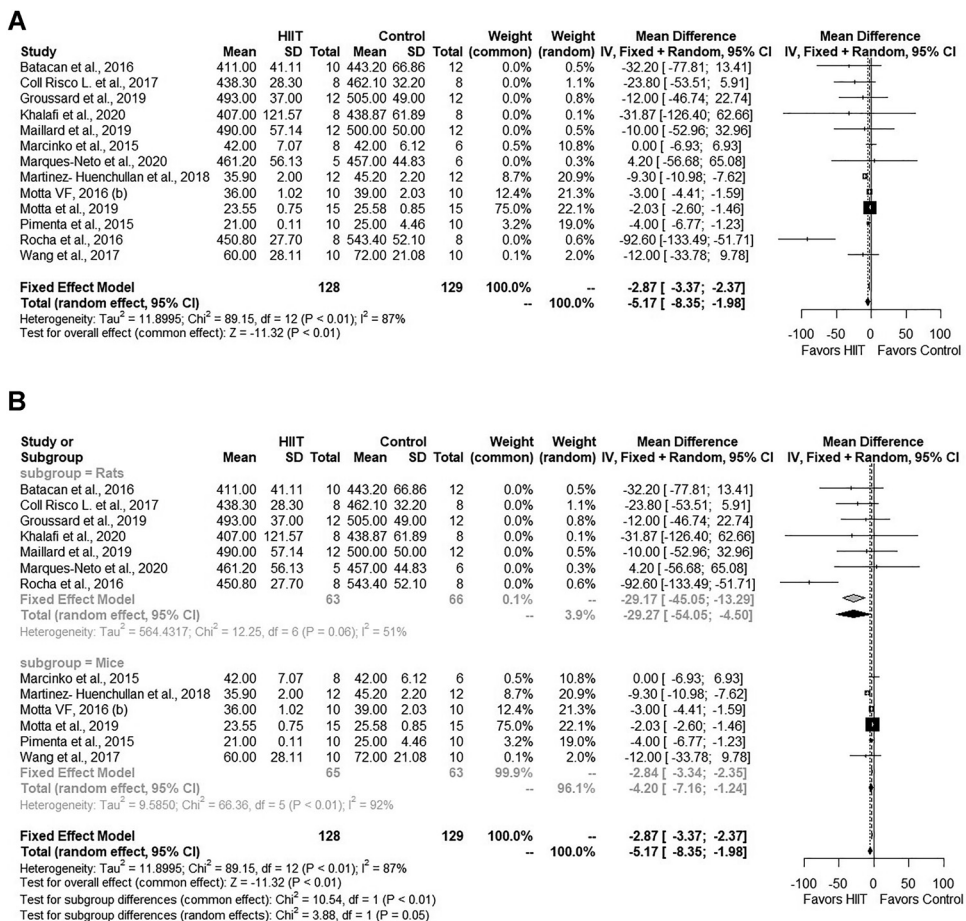 A
HIIT Control Weight Weight Mean Difference Mean Difference
Study Mean SD Total Mean SD Total (common) (random) IV, Fixed + Random, 95% CI IV, Fixed + Random, 95% CI
Batacan et al., 2016 411.00 41.11 10 443.20 66.86 12 0.0% 0.5% -32.20 [ -77.81; 13.41]
Coll Risco L. et al., 2017 438.30 28.30 8 462.10 32.20 8 0.0% 1.1% -23.80 [ -53.51; 5.91]
Groussard et al., 2019 493.00 37.00 12 505.00 49.00 12 0.0% 0.8% -12.00 [ -46.74; 22.74]
Khalafi et al., 2020 407.00 121.57 8 438.87 61.89 8 0.0% 0.1% -31.87 [-126.40; 62.66]
Maillard et al., 2019 490.00 57.14 12 500.00 50.00 12 0.0% 0.5% -10.00 [ -52.96; 32.96]
Marcinko et al., 2015 42.00 7.07 8 42.00 6.12 6 0.5% 10.8% 0.00 [ -6.93; 6.93]
Marques-Neto et al., 2020 461.20 56.13 5 457.00 44.83 6 0.0% 0.3% 4.20 [ -56.68; 65.08]
Martinez- Huenchullan et al., 2018 35.90 2.00 12 45.20 2.20 12 8.7% 20.9% -9.30 [ -10.98; -7.62]
Motta VF, 2016 (b) 36.00 1.02 10 39.00 2.03 10 12.4% 21.3% -3.00 [ -4.41; -1.59]
Motta et al., 2019 23.55 0.75 15 25.58 0.85 15 75.0% 22.1% -2.03 [ -2.60; -1.46]
Pimenta et al., 2015 21.00 0.11 10 25.00 4.46 10 3.2% 19.0% -4.00 [ -6.77; -1.23]
Rocha et al., 2016 450.80 27.70 8 543.40 52.10 8 0.0% 0.6% -92.60 [-133.49; -51.71]
Wang et al., 2017 60.00 28.11 10 72.00 21.08 10 0.1% 2.0% -12.00 [ -33.78; 9.78]
Fixed Effect Model 128 129 100.0% -- -2.87 [ -3.37; -2.37]
Total (random effect, 95% CI) -- 100.0% -5.17 [ -8.35; -1.98]
Heterogeneity: Tau² = 11.8995; Chi² = 89.15, df = 12 (P < 0.01); I² = 87%
Test for overall effect (common effect): Z = -11.32 (P < 0.01)
-100 -50 0 50 100
Favors HIIT Favors Control
B
Study or HIIT Control Weight Weight Mean Difference Mean Difference
Subgroup Mean SD Total Mean SD Total (common) (random) IV, Fixed + Random, 95% CI IV, Fixed + Random, 95% CI
subgroup = Rats
Batacan et al., 2016 411.00 41.11 10 443.20 66.86 12 0.0% 0.5% -32.20 [ -77.81; 13.41]
Coll Risco L. et al., 2017 438.30 28.30 8 462.10 32.20 8 0.0% 1.1% -23.80 [ -53.51; 5.91]
Groussard et al., 2019 493.00 37.00 12 505.00 49.00 12 0.0% 0.8% -12.00 [ -46.74; 22.74]
Khalafi et al., 2020 407.00 121.57 8 438.87 61.89 8 0.0% 0.1% -31.87 [-126.40; 62.66]
Maillard et al., 2019 490.00 57.14 12 500.00 50.00 12 0.0% 0.5% -10.00 [ -52.96; 32.96]
Marques-Neto et al., 2020 461.20 56.13 5 457.00 44.83 6 0.0% 0.3% 4.20 [ -56.68; 65.08]
Rocha et al., 2016 450.80 27.70 8 543.40 52.10 8 0.0% 0.6% -92.60 [-133.49; -51.71]
Fixed Effect Model 63 66 0.1% -- -29.17 [ -45.05; -13.29]
Total (random effect, 95% CI) -- 3.9% -29.27 [ -54.05; -4.50]
Heterogeneity: Tau² = 564.4317; Chi² = 12.25, df = 6 (P = 0.06); I² = 51%
subgroup = Mice
Marcinko et al., 2015 42.00 7.07 8 42.00 6.12 6 0.5% 10.8% 0.00 [ -6.93; 6.93]
Martinez- Huenchullan et al., 2018 35.90 2.00 12 45.20 2.20 12 8.7% 20.9% -9.30 [ -10.98; -7.62]
Motta VF, 2016 (b) 36.00 1.02 10 39.00 2.03 10 12.4% 21.3% -3.00 [ -4.41; -1.59]
Motta et al., 2019 23.55 0.75 15 25.58 0.85 15 75.0% 22.1% -2.03 [ -2.60; -1.46]
Pimenta et al., 2015 21.00 0.11 10 25.00 4.46 10 3.2% 19.0% -4.00 [ -6.77; -1.23]
Wang et al., 2017 60.00 28.11 10 72.00 21.08 10 0.1% 2.0% -12.00 [ -33.78; 9.78]
Fixed Effect Model 65 63 99.9% -- -2.84 [ -3.34; -2.35]
Total (random effect, 95% CI) -- 96.1% -4.20 [ -7.16; -1.24]
Heterogeneity: Tau² = 9.5850; Chi² = 66.36, df = 5 (P < 0.01); I² = 92%
Fixed Effect Model 128 129 100.0% -- -2.87 [ -3.37; -2.37]
Total (random effect, 95% CI) -- 100.0% -5.17 [ -8.35; -1.98]
Heterogeneity: Tau² = 11.8995; Chi² = 89.15, df = 12 (P < 0.01); I² = 87%
Test for overall effect (common effect): Z = -11.32 (P < 0.01)
Test for subgroup differences (common effect): Chi² = 10.54, df = 1 (P < 0.01)
Test for subgroup differences (random effects): Chi² = 3.88, df = 1 (P = 0.05)
-100 -50 0 50 100
Favors HIIT Favors Control